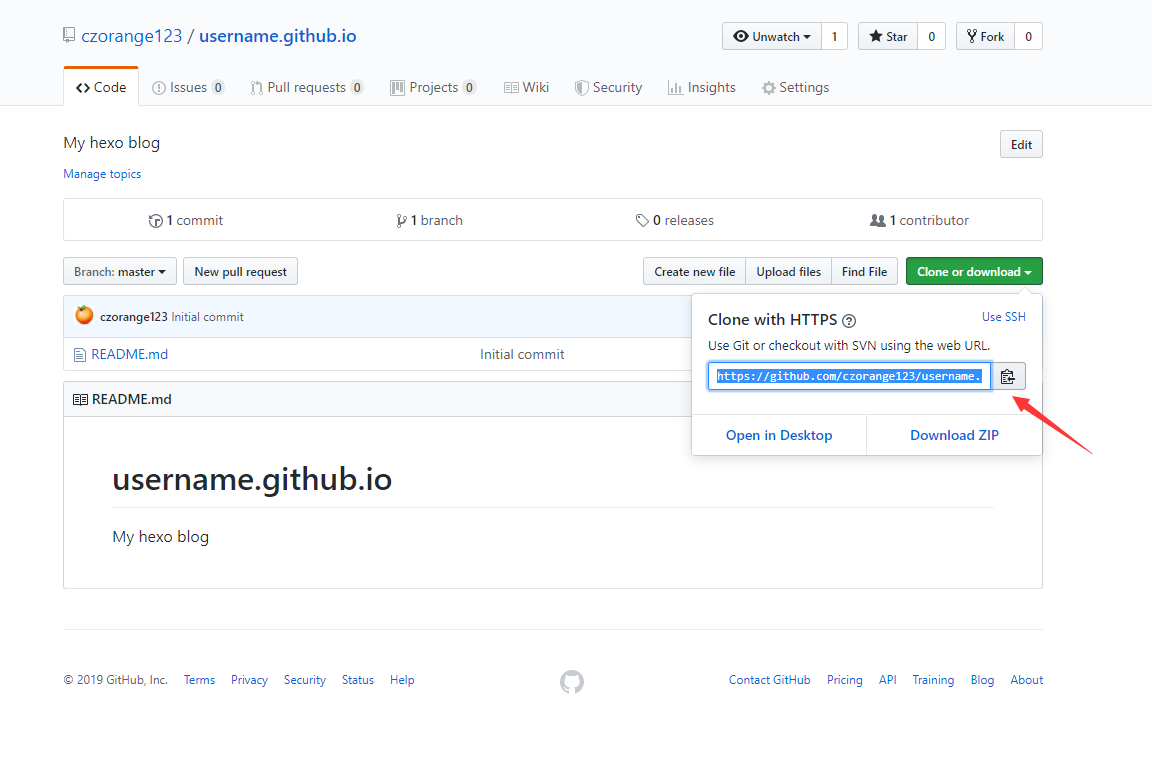 czorange123 / username.github.io
Unwatch 1 Star 0 Fork 0
Code Issues 0 Pull requests 0 Projects 0 Wiki Security Insights Settings
My hexo blog
Edit
Manage topics
1 commit 1 branch 0 releases 1 contributor
Branch: master New pull request Create new file Upload files Find File Clone or download
czorange123 Initial commit
README.md Initial commit
Clone with HTTPS ? Use SSH
Use Git or checkout with SVN using the web URL.
https://github.com/czorange123/username.
Open in Desktop Download ZIP
README.md
username.github.io
My hexo blog
© 2019 GitHub, Inc. Terms Privacy Security Status Help Contact GitHub Pricing API Training Blog About